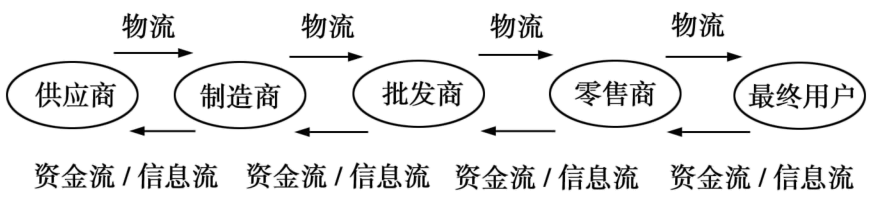 物流 物流 物流 物流
供应商 制造商 批发商 零售商 最终用户
资金流 / 信息流 资金流 / 信息流 资金流 / 信息流 资金流 / 信息流